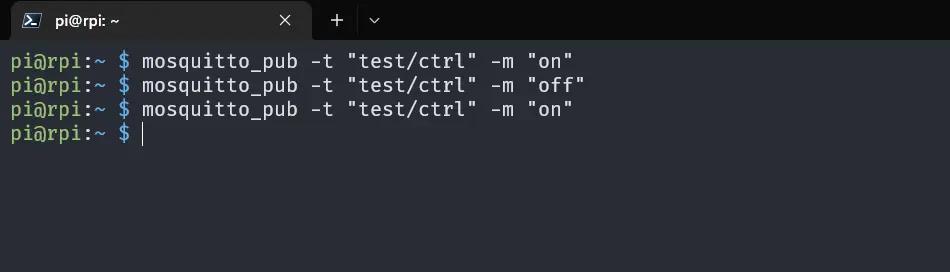 pi@rpi: ~
pi@rpi:~ $ mosquitto_pub -t "test/ctrl" -m "on"
pi@rpi:~ $ mosquitto_pub -t "test/ctrl" -m "off"
pi@rpi:~ $ mosquitto_pub -t "test/ctrl" -m "on"
pi@rpi:~ $